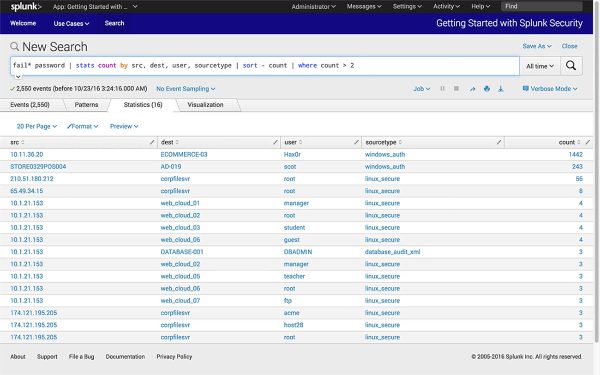 splunk> App: Getting Started with ... Administrator Messages Settings Activity Help Find
Welcome Use Cases Search Getting Started with Splunk Security
New Search Save As Close
fail* password | stats count by src, dest, user, sourcetype | sort - count | where count > 2 All time
2,550 events (before 10/23/16 3:24:16.000 AM) No Event Sampling Job Verbose Mode
Events (2,550) Patterns Statistics (16) Visualization
20 Per Page Format Preview
src dest user sourcetype count
10.11.36.20 ECOMMERCE-03 Hax0r windows_auth 1442
STORE0329POS004 AD-019 scot windows_auth 243
210.51.180.212 corpfilesvr root linux_secure 56
65.49.34.15 corpfilesvr root linux_secure 8
10.1.21.153 web_cloud_01 manager linux_secure 4
10.1.21.153 web_cloud_02 root linux_secure 4
10.1.21.153 web_cloud_03 student linux_secure 4
10.1.21.153 web_cloud_06 guest linux_secure 4
10.1.21.153 DATABASE-001 DBADMIN database_audit_xml 3
10.1.21.153 web_cloud_02 manager linux_secure 3
10.1.21.153 web_cloud_05 teacher linux_secure 3
10.1.21.153 web_cloud_06 root linux_secure 3
10.1.21.153 web_cloud_07 ftp linux_secure 3
174.121.195.205 corpfilesvr acme linux_secure 3
174.121.195.205 corpfilesvr host28 linux_secure 3
174.121.195.205 corpfilesvr root linux_secure 3
About Support File a Bug Documentation Privacy Policy © 2005-2016 Splunk Inc. All rights reserved.